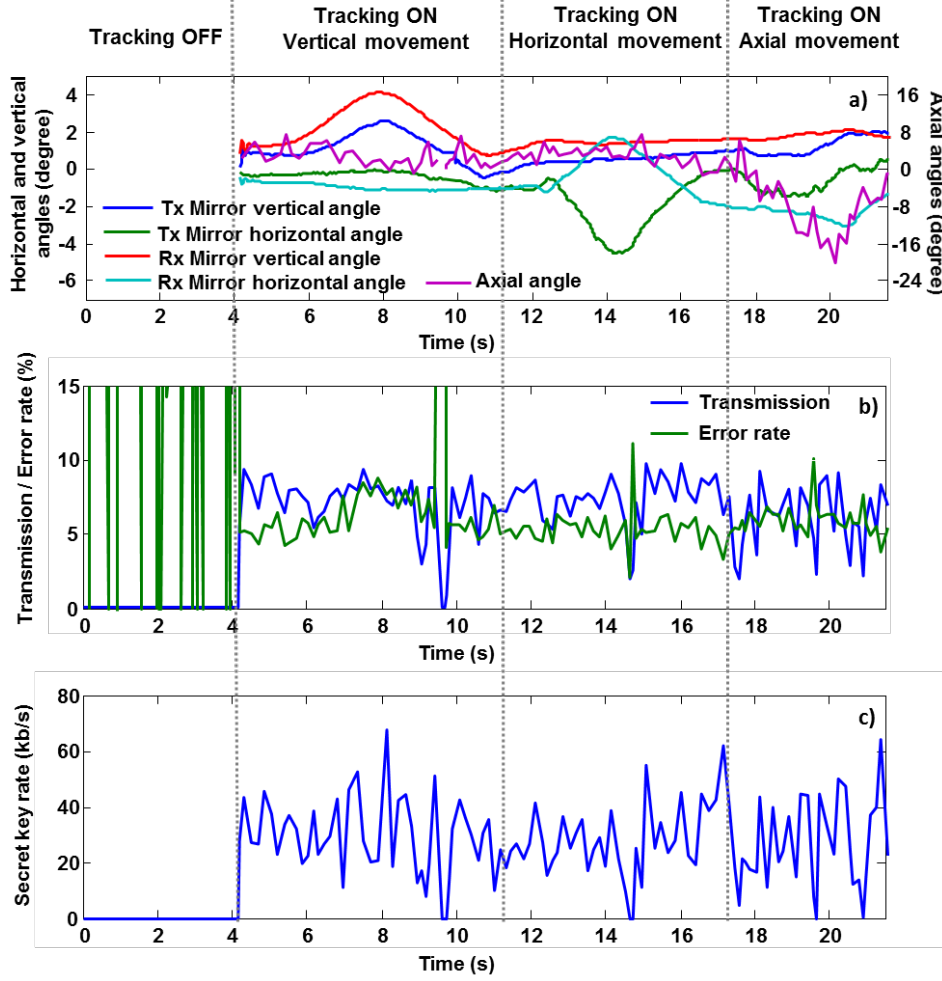 Tracking OFF
Tracking ON
Vertical movement
Tracking ON
Horizontal movement
Tracking ON
Axial movement
Horizontal and vertical
angles (degree)
4
2
0
-2
-4
-6
a)
16
8
0
-8
-16
-24
Axial angles
(degree)
Tx Mirror vertical angle
Tx Mirror horizontal angle
Rx Mirror vertical angle
Rx Mirror horizontal angle
Axial angle
0 2 4 6 8 10 12 14 16 18 20
Time (s)
Transmission / Error rate (%)
15
10
5
0
b)
Transmission
Error rate
0 2 4 6 8 10 12 14 16 18 20
Time (s)
Secret key rate (kb/s)
80
60
40
20
0
c)
0 2 4 6 8 10 12 14 16 18 20
Time (s)